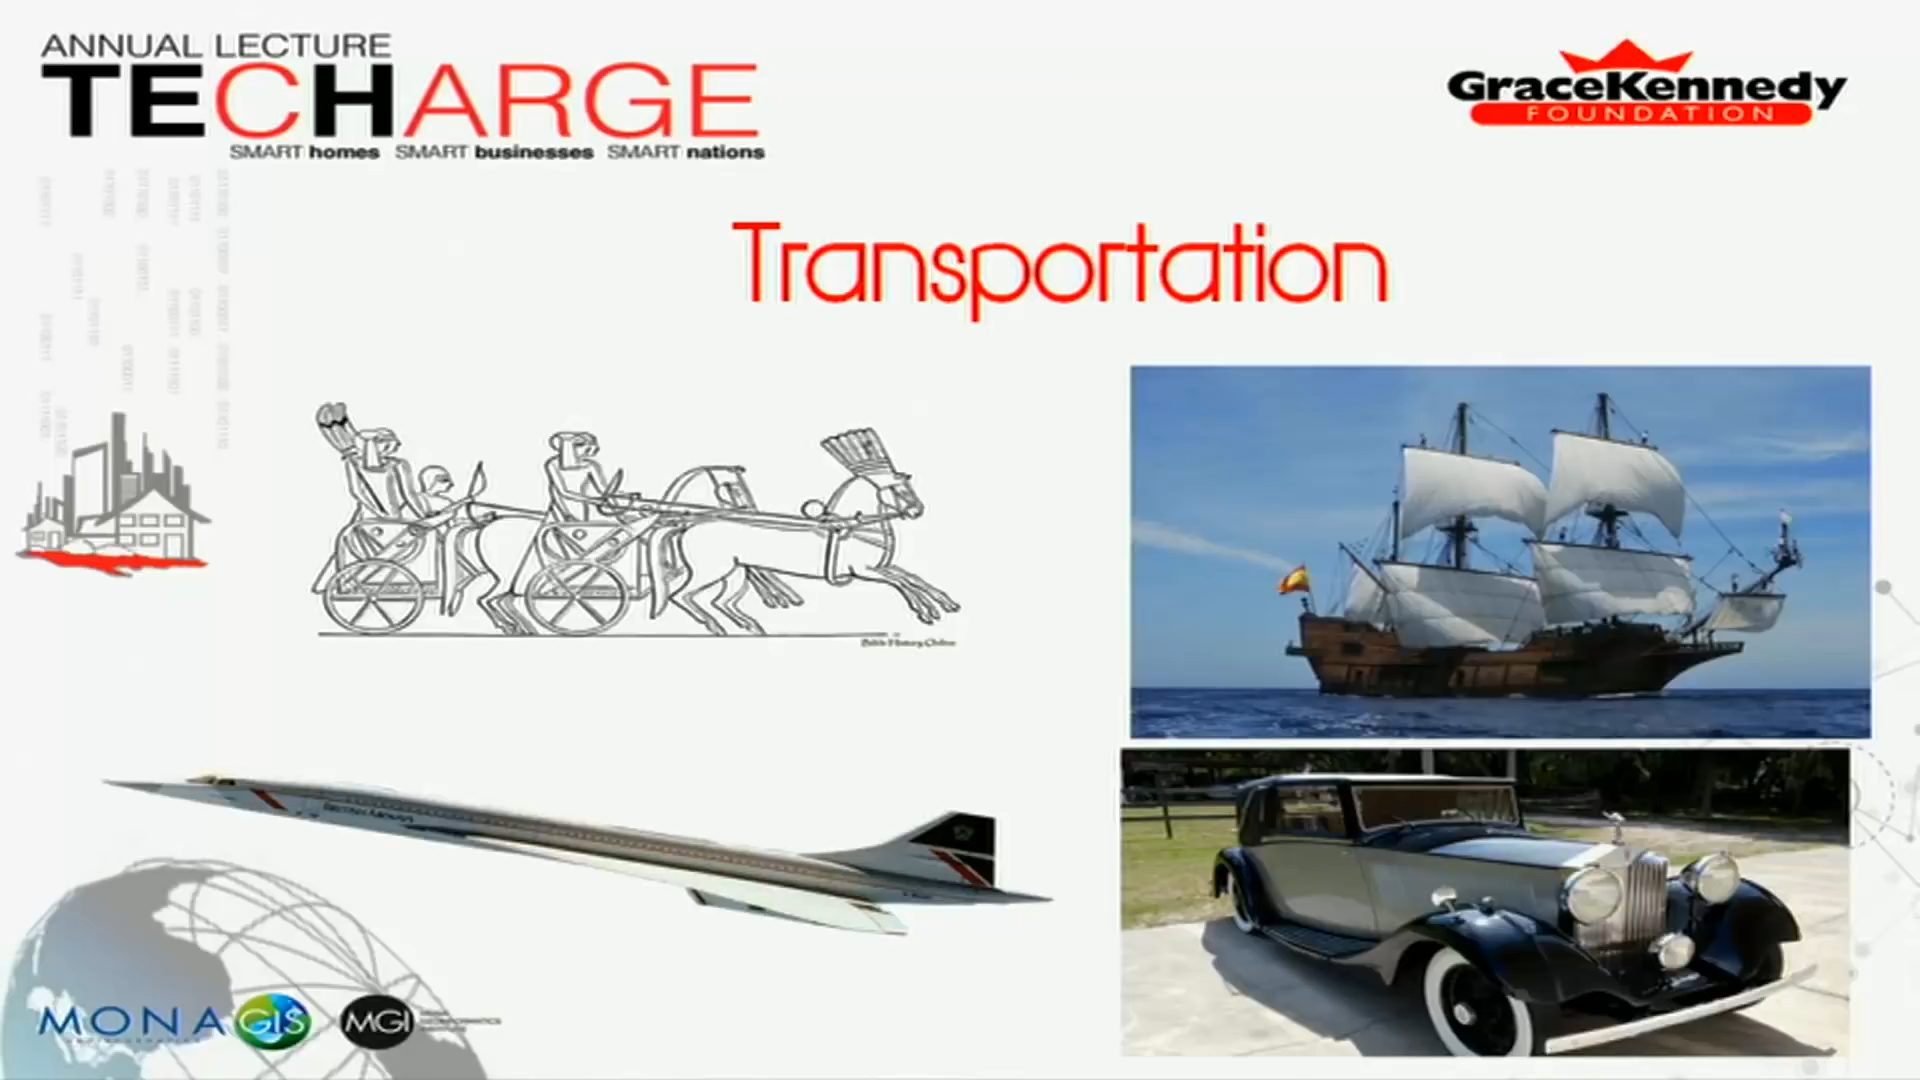 ANNUAL LECTURE
TECHARGE
SMART homes SMART businesses SMART nations
GraceKennedy
FOUNDATION
Transportation
MONA GIS
MGI